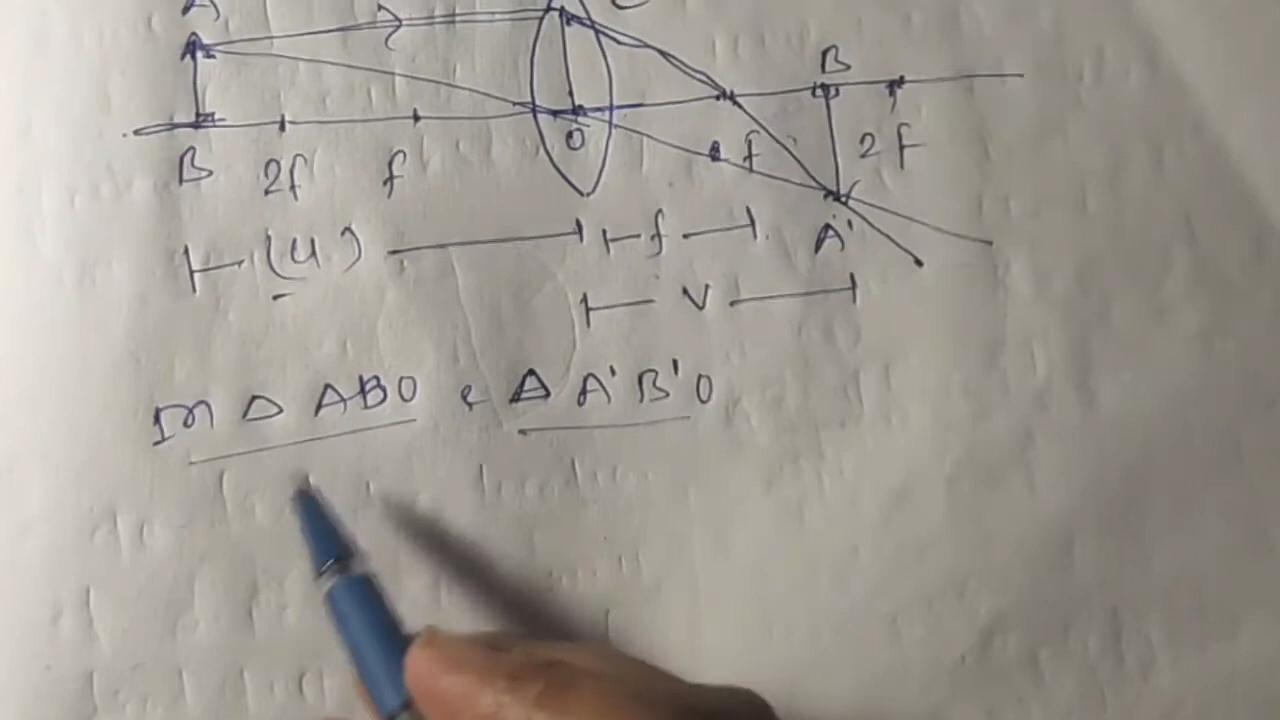 A
A B
O
B 2f f f 2F
(u) f A'
V
In Δ ABO & Δ A'B'O